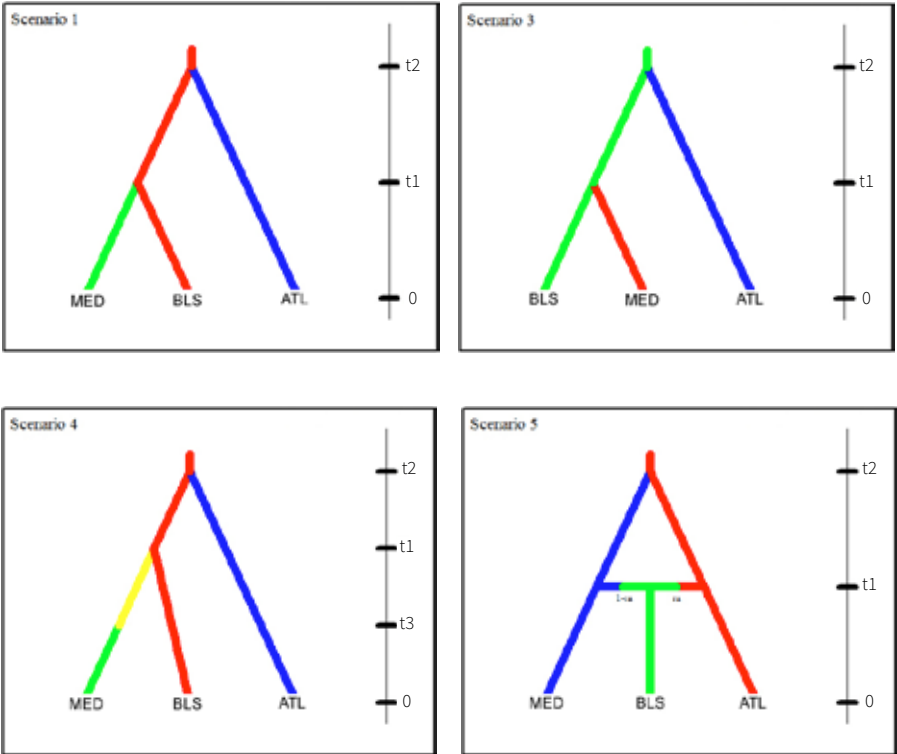 Scenario 1
t2
t1
MED BLS ATL 0
Scenario 3
t2
t1
BLS MED ATL 0
Scenario 4
t2
t1
t3
MED BLS ATL 0
Scenario 5
t2
t1
1-m m
MED BLS ATL 0